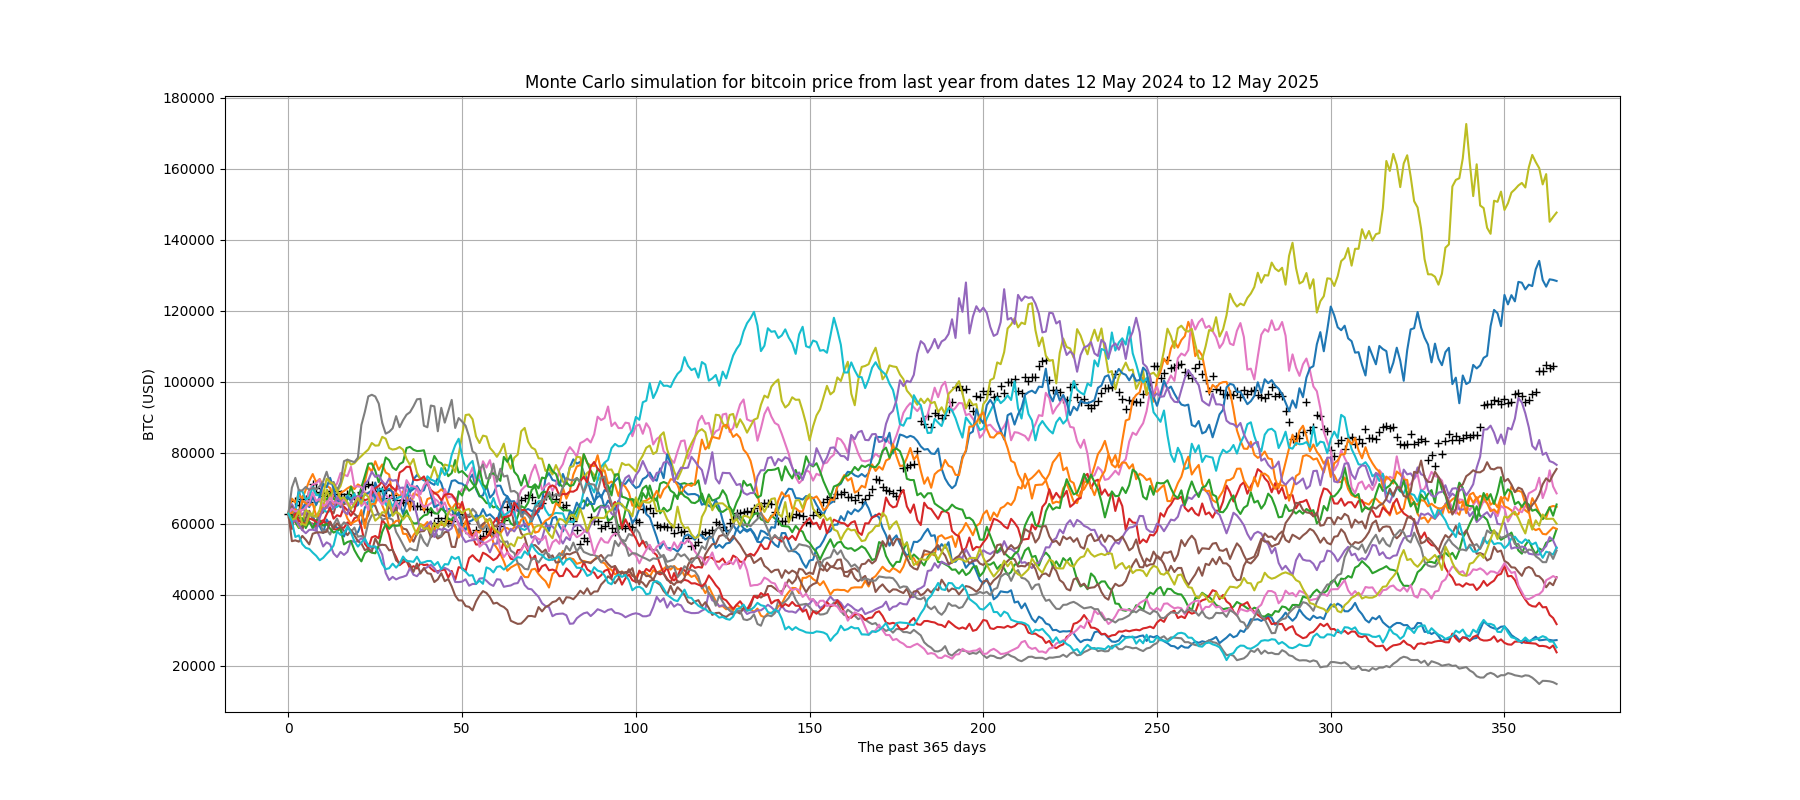 Monte Carlo simulation for bitcoin price from last year from dates 12 May 2024 to 12 May 2025
180000
160000
140000
120000
100000
80000
60000
40000
20000
BTC (USD)
0 50 100 150 200 250 300 350
The past 365 days